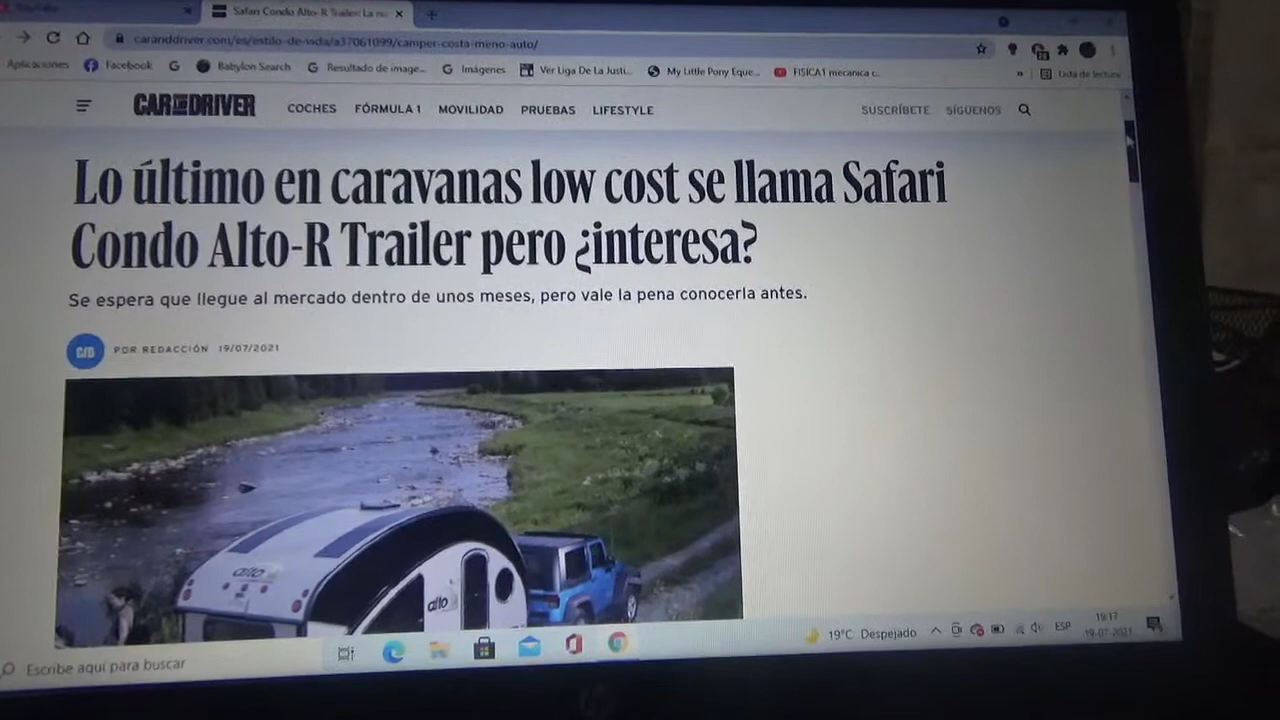 Safari Condo Alto-R Trailer: La nu
caranddriver.com/es/estilo-de-vida/a37061099/camper-costa-meno-auto/
Aplicaciones Facebook Babylon Search Resultado de image... Imágenes Ver Liga De La Justi... My Little Pony Eque... FISICA1 mecanica c... » Lista de lectura
CAR AND DRIVER COCHES FÓRMULA 1 MOVILIDAD PRUEBAS LIFESTYLE SUSCRÍBETE SÍGUENOS
Lo último en caravanas low cost se llama Safari
Condo Alto-R Trailer pero ¿interesa?
Se espera que llegue al mercado dentro de unos meses, pero vale la pena conocerla antes.
C/D POR REDACCIÓN 19/07/2021
alto
alto
19°C Despejado ESP 19:17
19-07-2021
Escribe aquí para buscar